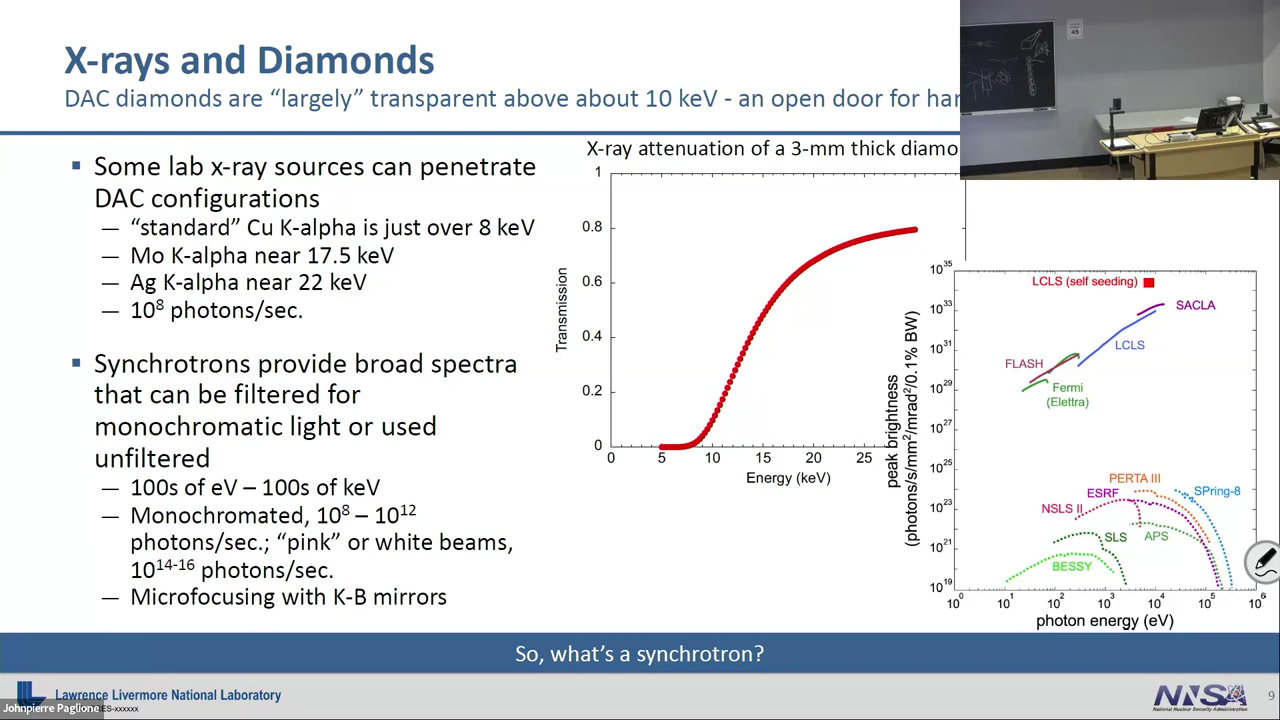 X-rays and Diamonds
DAC diamonds are “largely” transparent above about 10 keV - an open door for har
▪ Some lab x-ray sources can penetrate
DAC configurations
— “standard” Cu K-alpha is just over 8 keV
— Mo K-alpha near 17.5 keV
— Ag K-alpha near 22 keV
— 10⁸ photons/sec.
▪ Synchrotrons provide broad spectra
that can be filtered for
monochromatic light or used
unfiltered
— 100s of eV – 100s of keV
— Monochromated, 10⁸ – 10¹²
photons/sec.; “pink” or white beams,
10¹⁴⁻¹⁶ photons/sec.
— Microfocusing with K-B mirrors
X-ray attenuation of a 3-mm thick diamo
1
0.8
0.6
0.4
0.2
0
Transmission
0 5 10 15 20 25
Energy (keV)
10³⁵
10³³
10³¹
10²⁹
10²⁷
10²⁵
10²³
10²¹
10¹⁹
peak brightness
(photons/s/mm²/mrad²/0.1% BW)
LCLS (self seeding)
SACLA
LCLS
FLASH
Fermi
(Elettra)
PERTA III
ESRF
SPring-8
NSLS II
SLS
APS
BESSY
10⁰ 10¹ 10² 10³ 10⁴ 10⁵ 10⁶
photon energy (eV)
So, what’s a synchrotron?
Lawrence Livermore National Laboratory
Johnpierre Paglione
RES-xxxxxx
NNSA
National Nuclear Security Administration
9